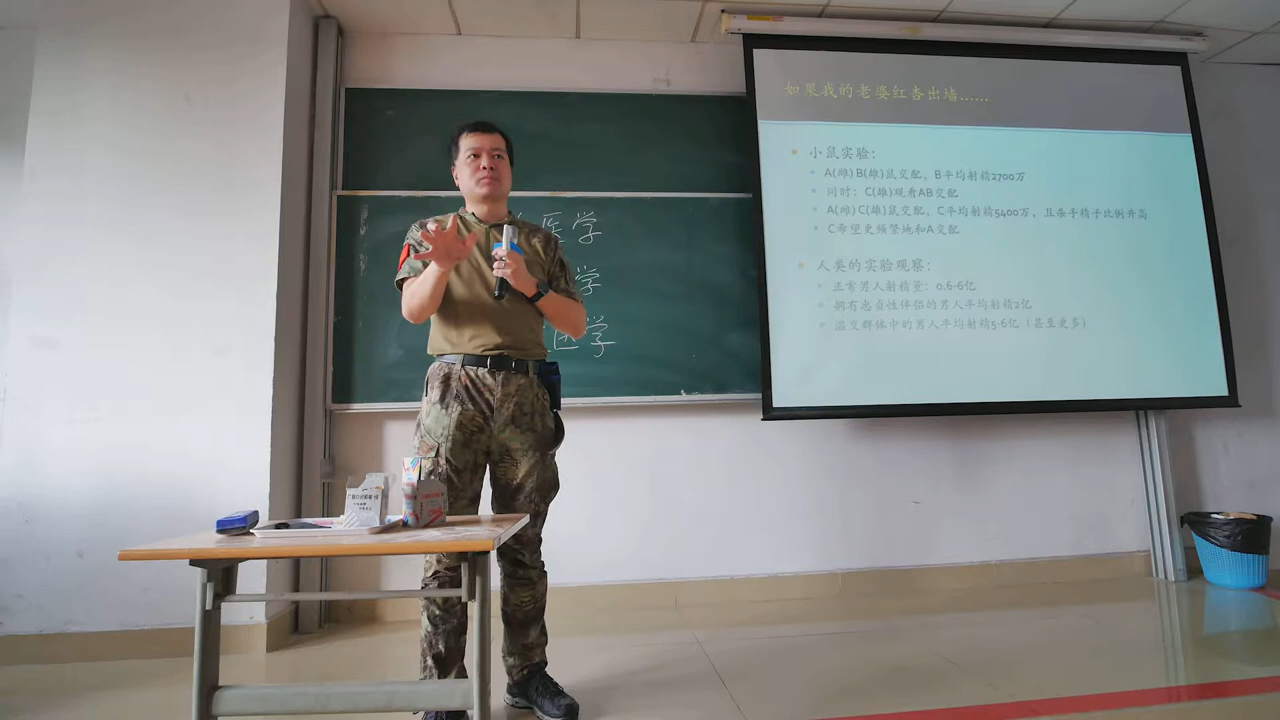 如果我的老婆红杏出墙……
小鼠实验：
A(雌) B(雄)鼠交配，B平均射精2700万
同时：C(雄)观看AB交配
A(雌) C(雄)鼠交配，C平均射精5400万，且杀手精子比例升高
C希望更频繁地和A交配
人类的实验观察：
正常男人射精量：0.6-6亿
拥有忠贞性伴侣的男人平均射精2亿
滥交群体中的男人平均射精5-6亿（甚至更多）
医学
学
医学